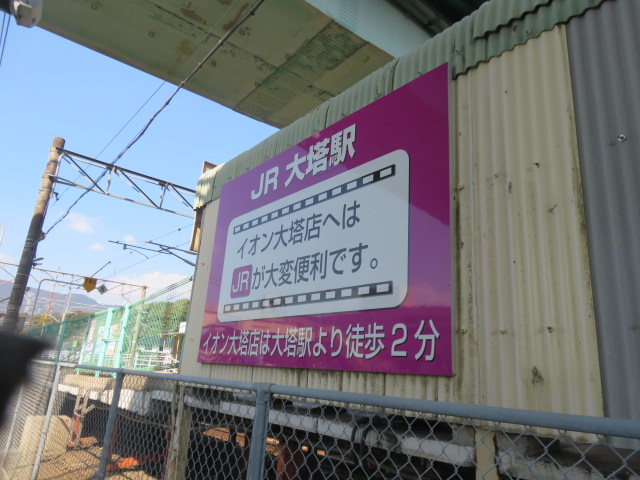 JR 大塔駅
イオン大塔店へは
JRが大変便利です。
イオン大塔店は大塔駅より徒歩2分